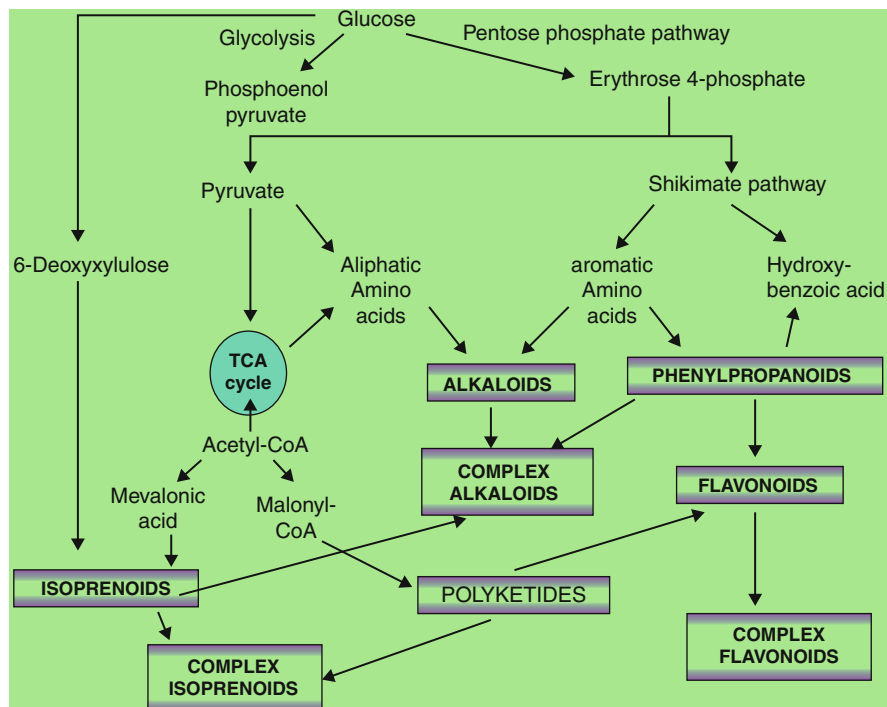 Glucose
Glycolysis
Pentose phosphate pathway
Phosphoenol
pyruvate
Erythrose 4-phosphate
Pyruvate
Shikimate pathway
6-Deoxyxylulose
Aliphatic
Amino
acids
aromatic
Amino
acids
Hydroxy-
benzoic acid
TCA
cycle
ALKALOIDS
PHENYLPROPANOIDS
Acetyl-CoA
COMPLEX
ALKALOIDS
FLAVONOIDS
Mevalonic
acid
Malonyl-
CoA
ISOPRENOIDS
POLYKETIDES
COMPLEX
FLAVONOIDS
COMPLEX
ISOPRENOIDS